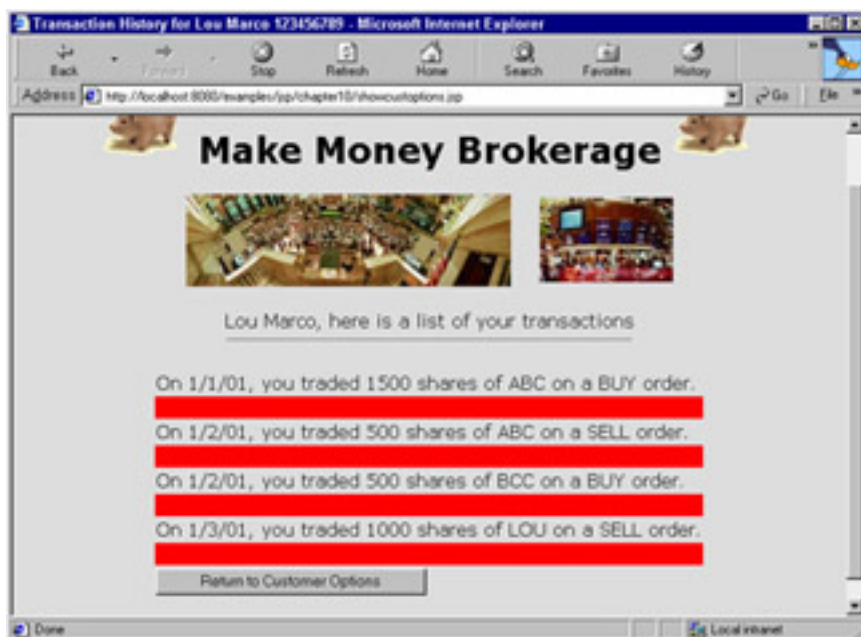 Transaction History for Lou Marco 123456789 - Microsoft Internet Explorer
Back Forward Stop Refresh Home Search Favorites History
Address http://localhost:8080/examples/jsp/chapter10/showcustoptions.jsp Go File
Make Money Brokerage
Lou Marco, here is a list of your transactions
On 1/1/01, you traded 1500 shares of ABC on a BUY order.
On 1/2/01, you traded 500 shares of ABC on a SELL order.
On 1/2/01, you traded 500 shares of BCC on a BUY order.
On 1/3/01, you traded 1000 shares of LOU on a SELL order.
Return to Customer Options
Done Local intranet